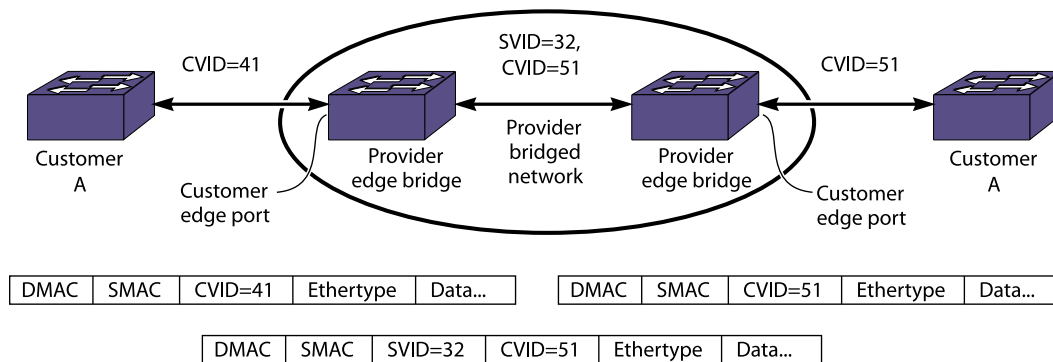 CVID=41
SVID=32,
CVID=51
CVID=51
Customer
A
Customer
edge port
Provider
edge bridge
Provider
bridged
network
Provider
edge bridge
Customer
edge port
Customer
A
DMAC SMAC CVID=41 Ethertype Data...
DMAC SMAC CVID=51 Ethertype Data...
DMAC SMAC SVID=32 CVID=51 Ethertype Data...